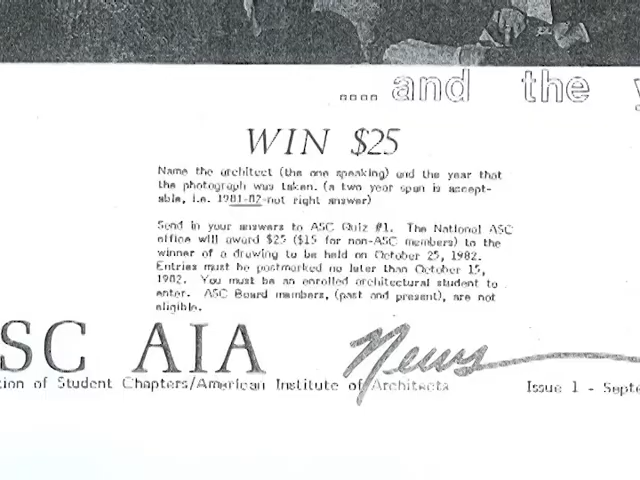 .... and the
WIN $25
Name the architect (the one speaking) and the year that
the photograph was taken. (a two year span is accept-
able, i.e. 1981-82-not right answer)
Send in your answers to ASC Quiz #1. The National ASC
office will award $25 ($15 for non-ASC members) to the
winner of a drawing to be held on October 25, 1982.
Entries must be postmarked no later than October 15,
1982. You must be an enrolled architectural student to
enter. ASC Board members, (past and present), are not
eligible.
SC AIA News
tion of Student Chapters/American Institute of Architects Issue 1 - Septe